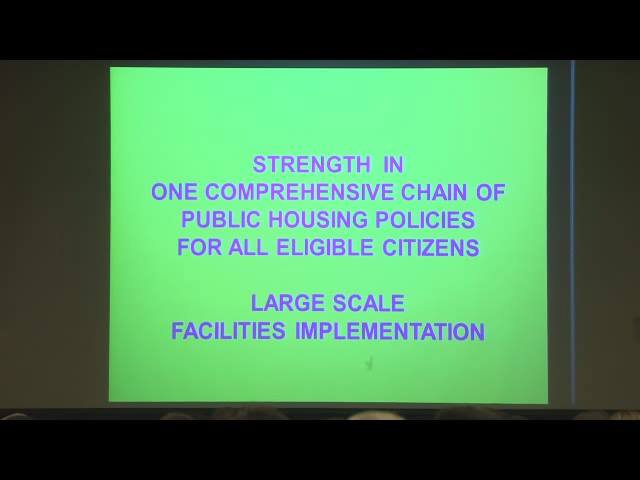 STRENGTH IN
ONE COMPREHENSIVE CHAIN OF
PUBLIC HOUSING POLICIES
FOR ALL ELIGIBLE CITIZENS
LARGE SCALE
FACILITIES IMPLEMENTATION